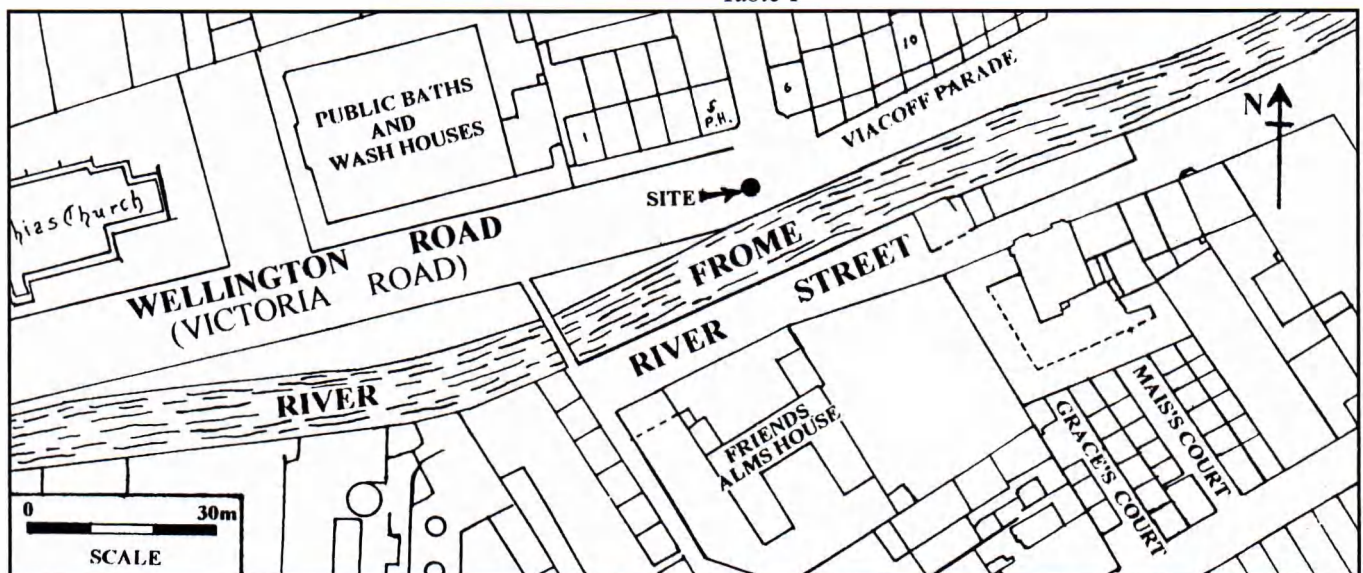 PUBLIC BATHS
AND
WASH HOUSES
1
5
P.H.
6
10
VIACOFF PARADE
N
hias Church
SITE
WELLINGTON ROAD
(VICTORIA ROAD)
RIVER FROME
RIVER STREET
FRIENDS
ALMS HOUSE
GRACE'S COURT
MAIS'S COURT
0 30m
SCALE